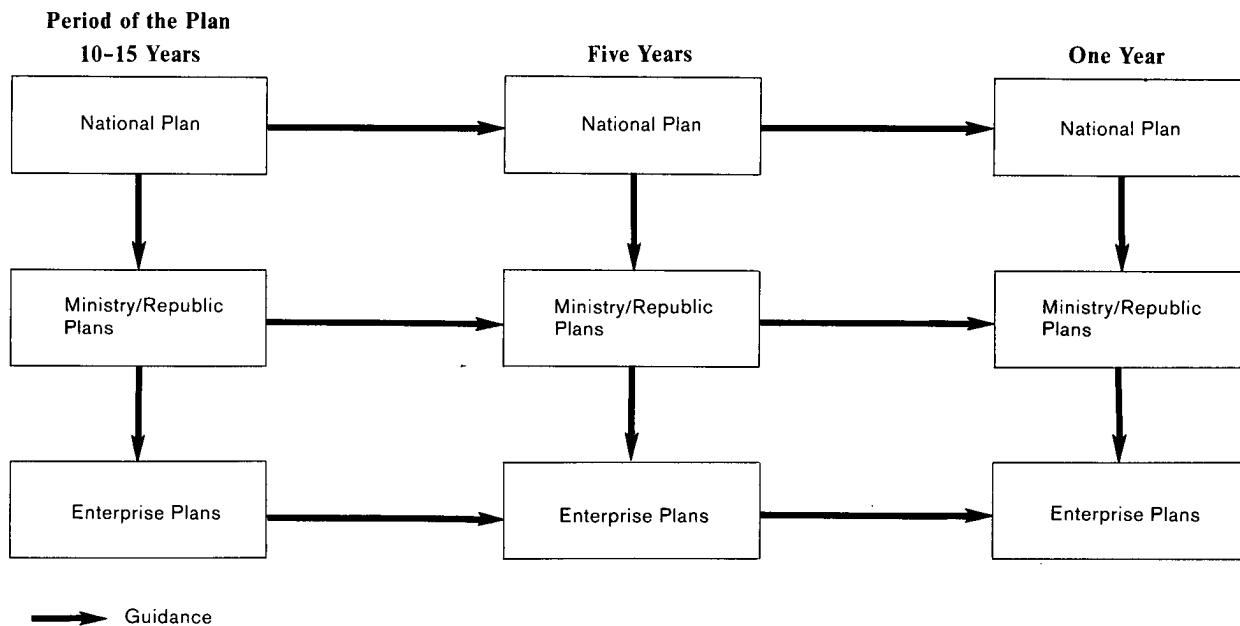 Period of the Plan
10-15 Years
Five Years
One Year
National Plan
National Plan
National Plan
Ministry/Republic
Plans
Ministry/Republic
Plans
Ministry/Republic
Plans
Enterprise Plans
Enterprise Plans
Enterprise Plans
Guidance